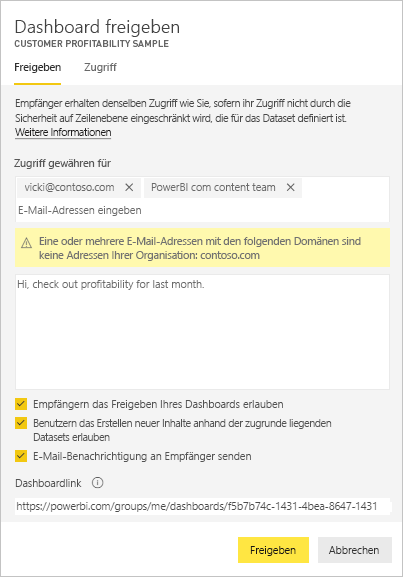 Dashboard freigeben
CUSTOMER PROFITABILITY SAMPLE
Freigeben Zugriff
Empfänger erhalten denselben Zugriff wie Sie, sofern ihr Zugriff nicht durch die
Sicherheit auf Zeilenebene eingeschränkt wird, die für das Dataset definiert ist.
Weitere Informationen
Zugriff gewähren für
vicki@contoso.com PowerBI com content team
E-Mail-Adressen eingeben
Eine oder mehrere E-Mail-Adressen mit den folgenden Domänen sind
keine Adressen Ihrer Organisation: contoso.com
Hi, check out profitability for last month.
Empfängern das Freigeben Ihres Dashboards erlauben
Benutzern das Erstellen neuer Inhalte anhand der zugrunde liegenden
Datasets erlauben
E-Mail-Benachrichtigung an Empfänger senden
Dashboardlink
https://powerbi.com/groups/me/dashboards/f5b7b74c-1431-4bea-8647-1431
Freigeben Abbrechen